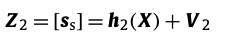 Z₂ = [sₛ] = h₂(X) + V₂